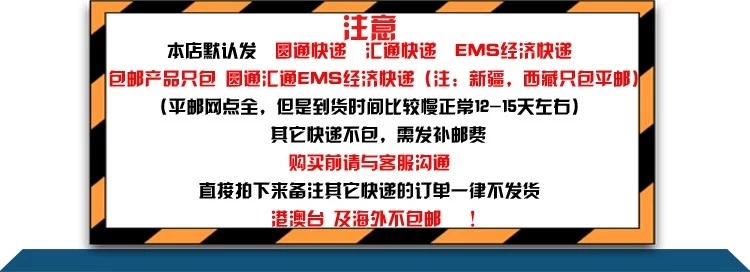 注意
本店默认发 圆通快递 汇通快递 EMS经济快递
包邮产品只包 圆通汇通EMS经济快递（注：新疆，西藏只包平邮）
（平邮网点全，但是到货时间比较慢正常12-15天左右）
其它快递不包，需发补邮费
购买前请与客服沟通
直接拍下来备注其它快递的订单一律不发货
港澳台 及海外不包邮 ！